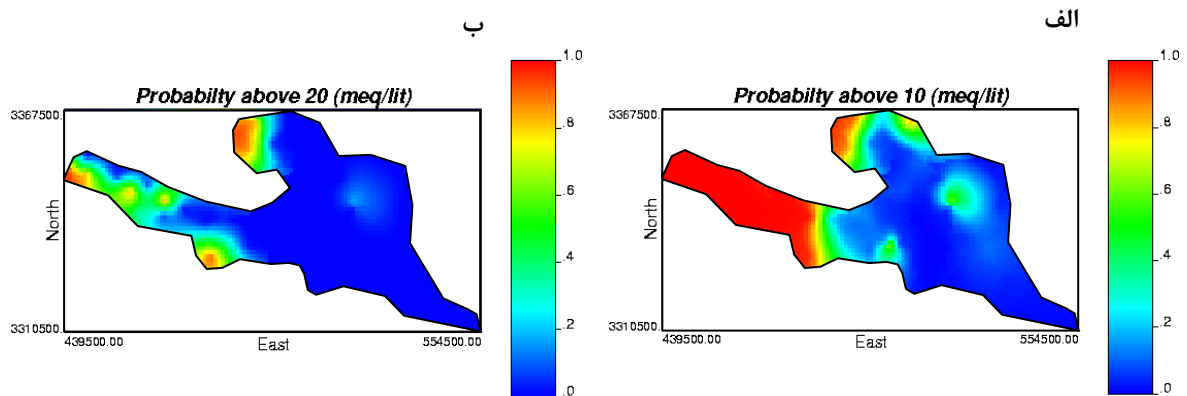 ب
Probabilty above 20 (meq/lit)
1.0
.8
.6
.4
.2
.0
3367500.
North
3310500.
439500.00
East
554500.00
الف
Probabilty above 10 (meq/lit)
1.0
.8
.6
.4
.2
.0
3367500.
North
3310500.
439500.00
East
554500.00